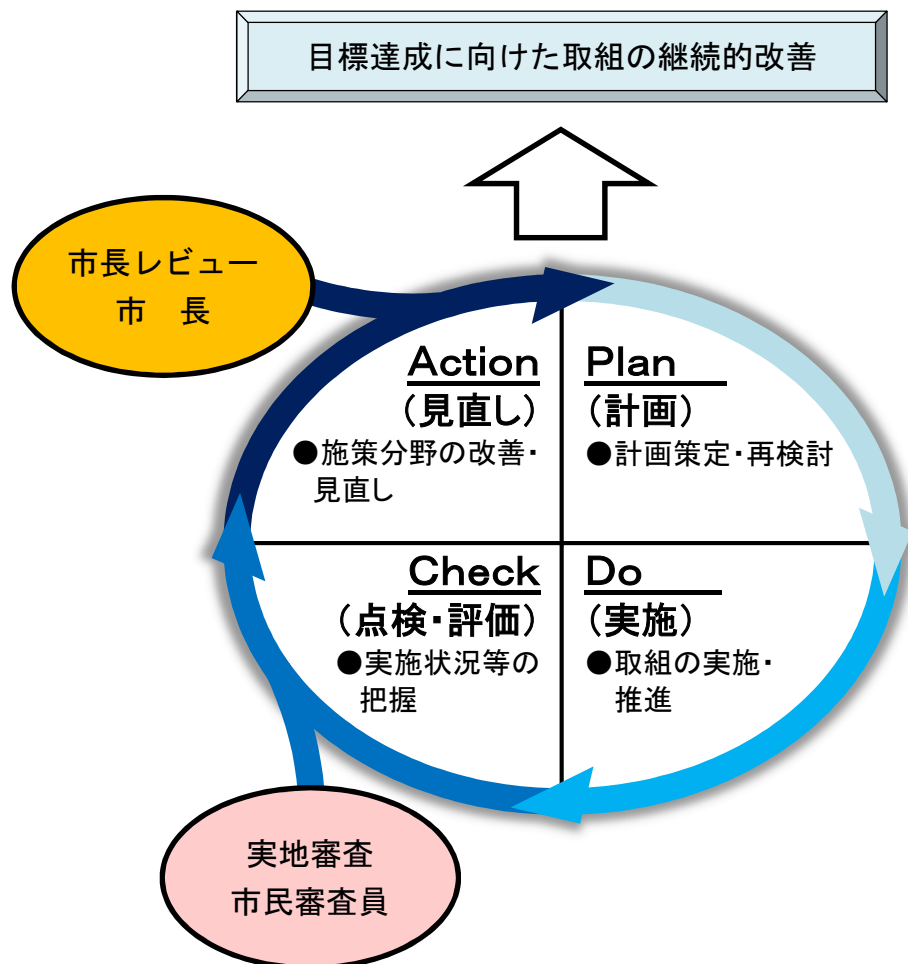 目標達成に向けた取組の継続的改善
市長レビュー
市　長
Action
(見直し)
●施策分野の改善・
見直し
Plan
(計画)
●計画策定・再検討
Check
(点検・評価)
●実施状況等の
把握
Do
(実施)
●取組の実施・
推進
実地審査
市民審査員